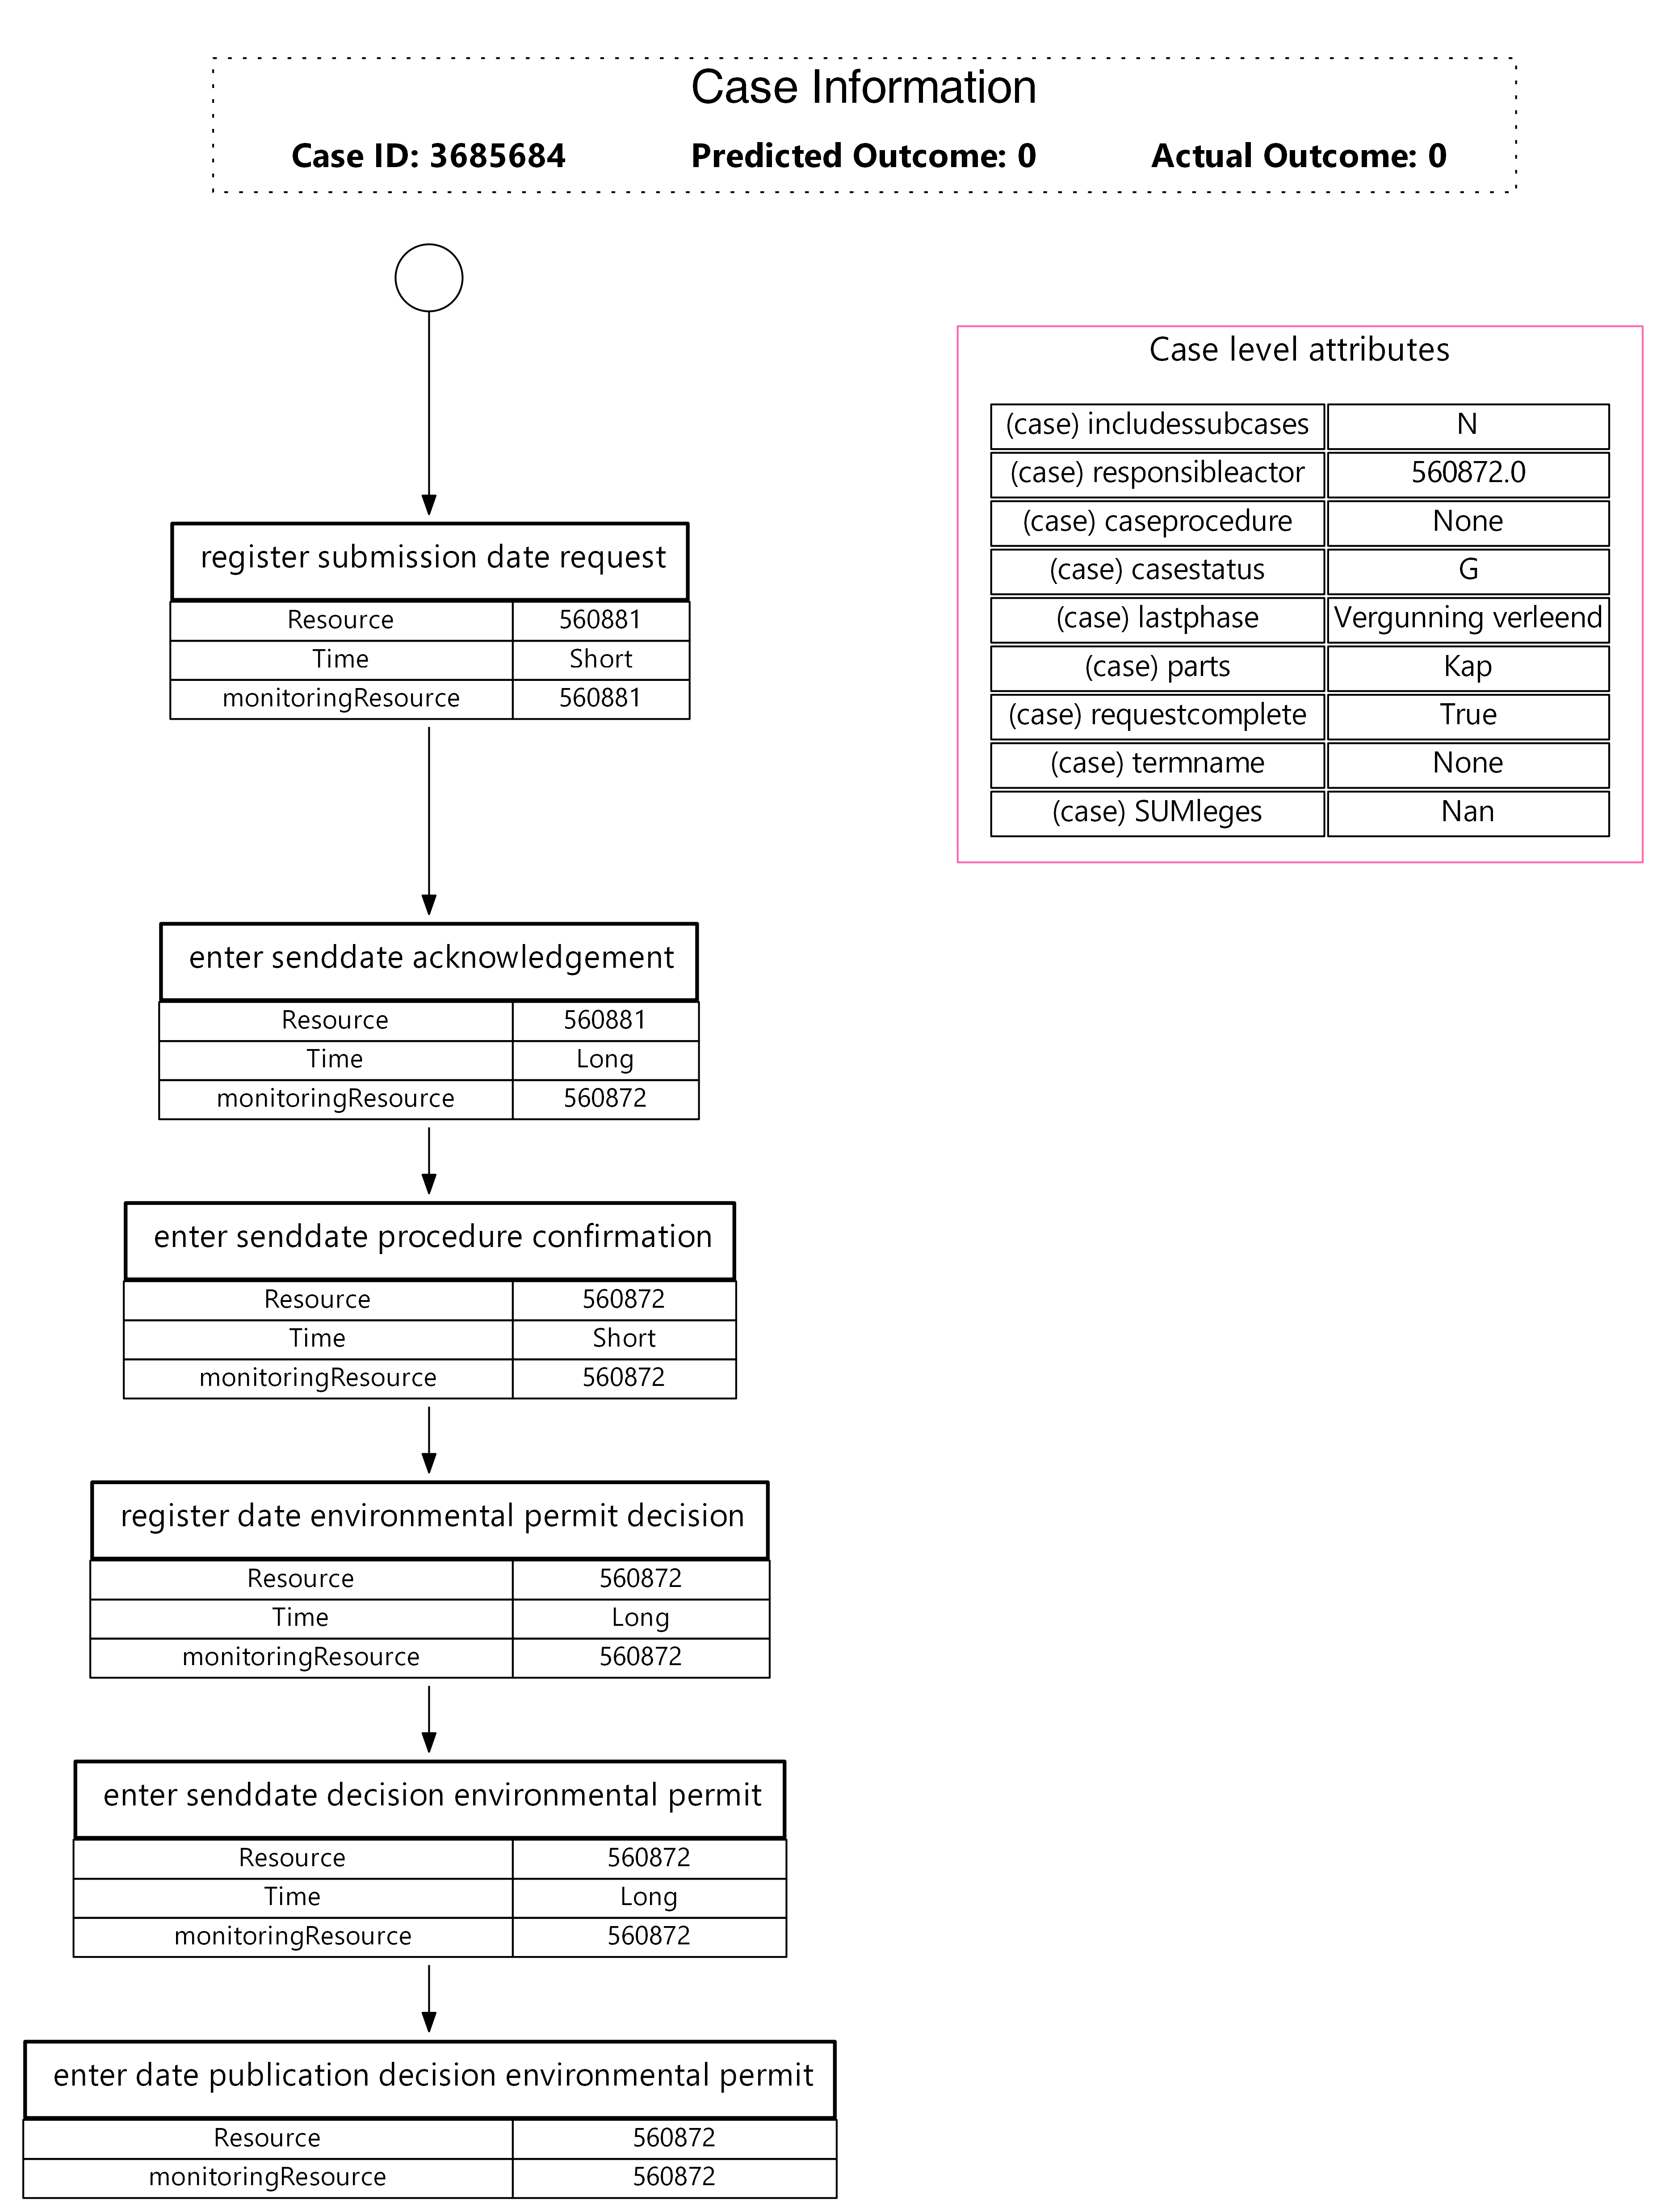 Case Information
Case ID: 3685684 Predicted Outcome: 0 Actual Outcome: 0
Case level attributes
(case) includessubcases N
(case) responsibleactor 560872.0
(case) caseprocedure None
(case) casestatus G
(case) lastphase Vergunning verleend
(case) parts Kap
(case) requestcomplete True
(case) termname None
(case) SUMleges Nan
register submission date request
Resource 560881
Time Short
monitoringResource 560881
enter senddate acknowledgement
Resource 560881
Time Long
monitoringResource 560872
enter senddate procedure confirmation
Resource 560872
Time Short
monitoringResource 560872
register date environmental permit decision
Resource 560872
Time Long
monitoringResource 560872
enter senddate decision environmental permit
Resource 560872
Time Long
monitoringResource 560872
enter date publication decision environmental permit
Resource 560872
monitoringResource 560872